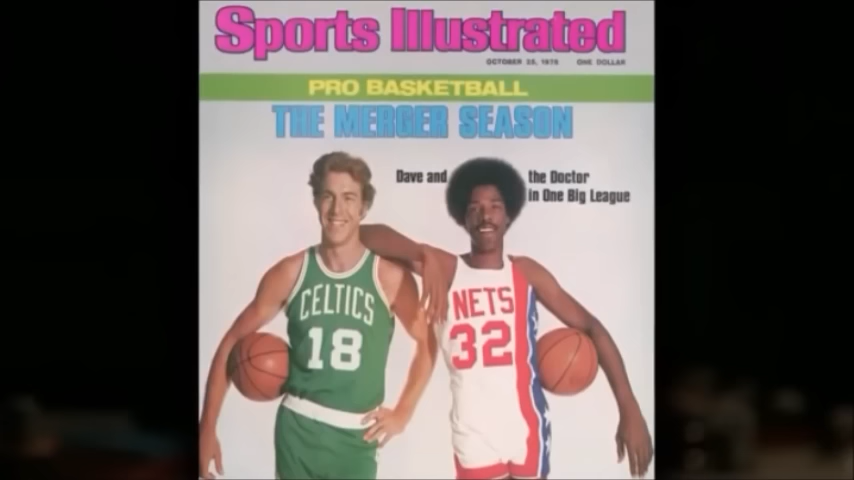 Sports Illustrated
OCTOBER 25, 1976 ONE DOLLAR
PRO BASKETBALL
THE MERGER SEASON
Dave and the Doctor
in One Big League
CELTICS
18
NETS
32